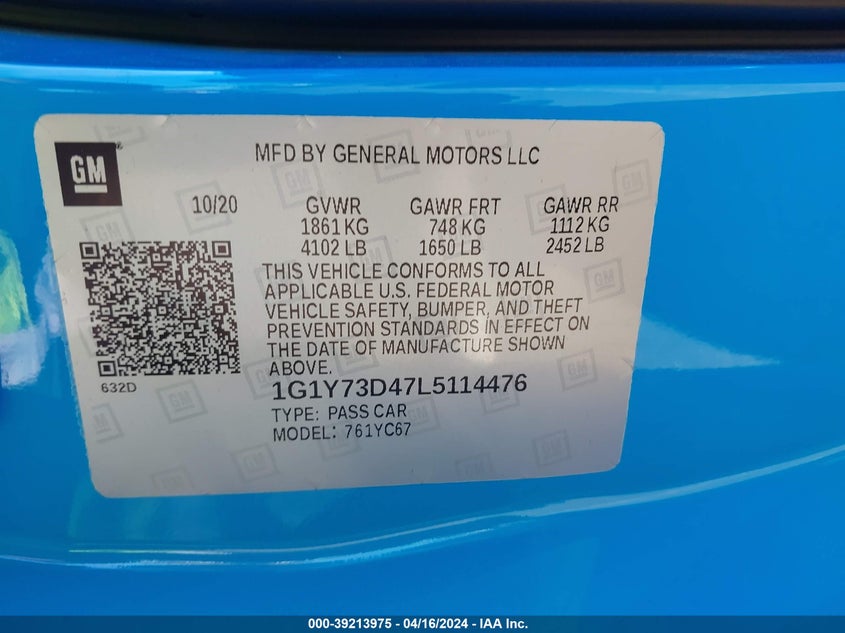 GM
MFD BY GENERAL MOTORS LLC
10/20 GVWR GAWR FRT GAWR RR
1861 KG 748 KG 1112 KG
4102 LB 1650 LB 2452 LB
THIS VEHICLE CONFORMS TO ALL
APPLICABLE U.S. FEDERAL MOTOR
VEHICLE SAFETY, BUMPER, AND THEFT
PREVENTION STANDARDS IN EFFECT ON
THE DATE OF MANUFACTURE SHOWN
ABOVE.
632D
1G1Y73D47L5114476
TYPE: PASS CAR
MODEL: 761YC67
000-39213975 - 04/16/2024 - IAA Inc.